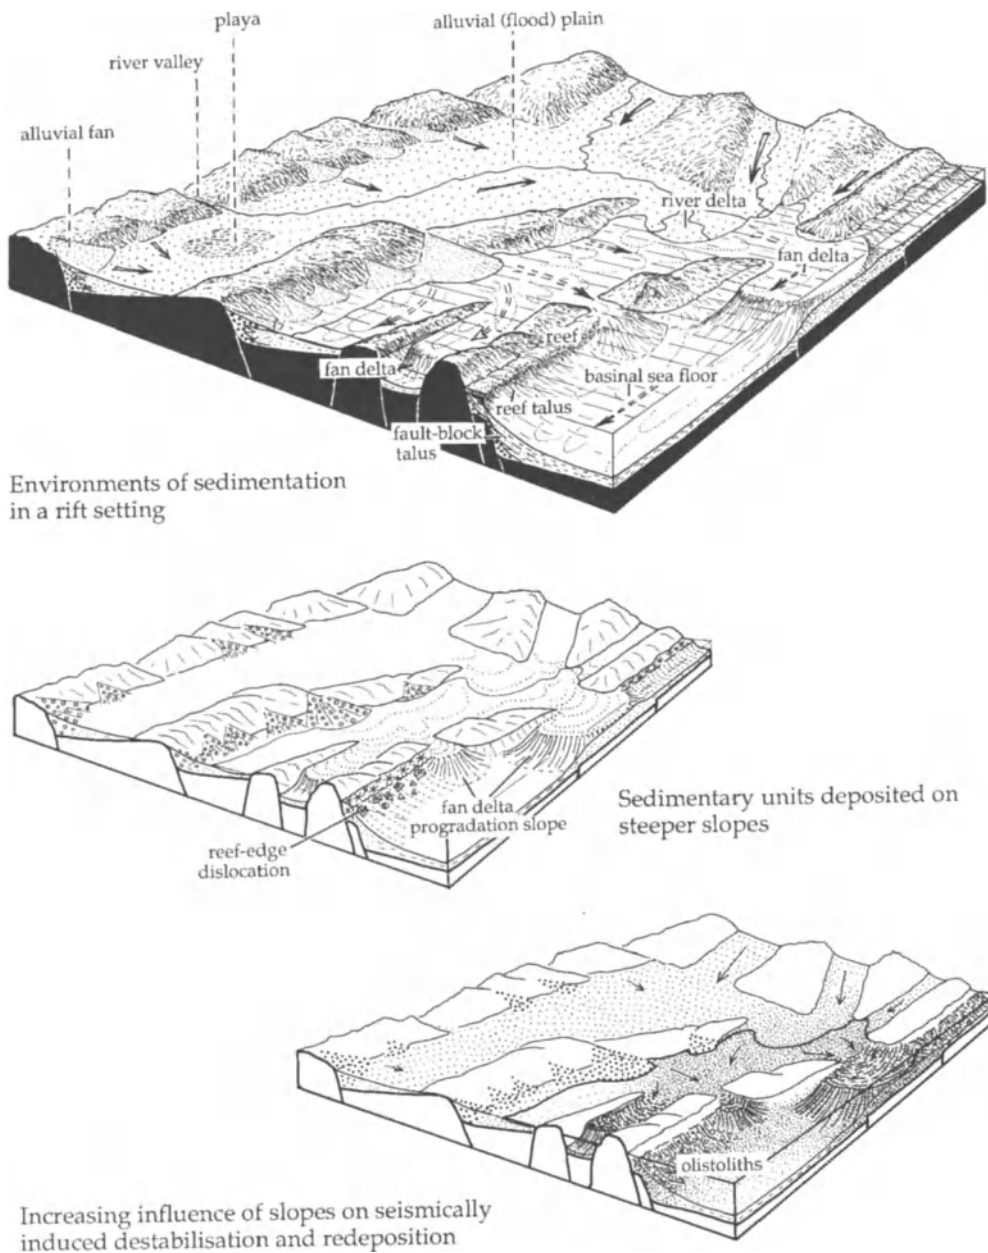 playa
alluvial (flood) plain
river valley
alluvial fan
river delta
fan delta
reef
fan delta
basinal sea floor
reef talus
fault-block
talus
Environments of sedimentation
in a rift setting
fan delta
progradation slope
Sedimentary units deposited on
steeper slopes
reef-edge
dislocation
olistoliths
Increasing influence of slopes on seismically
induced destabilisation and redeposition